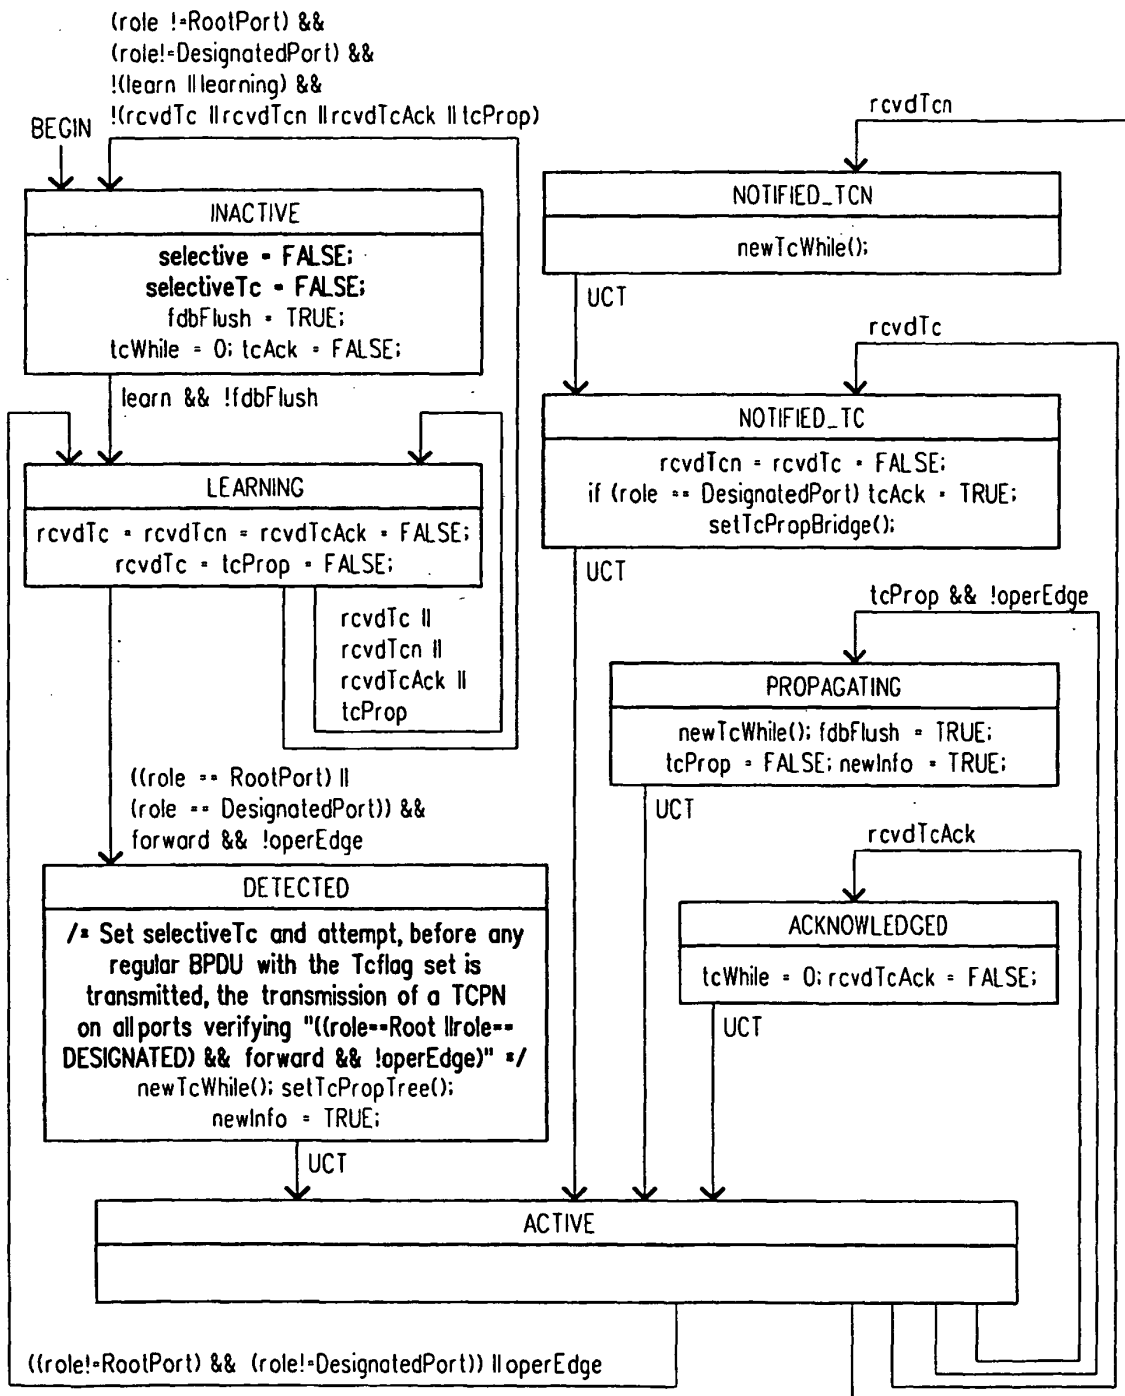 (role !=RootPort) &&
(role!=DesignatedPort) &&
!(learn ||learning) &&
!(rcvdTc ||rcvdTcn ||rcvdTcAck ||tcProp)
BEGIN
INACTIVE
selective = FALSE;
selectiveTc = FALSE;
fdbFlush = TRUE;
tcWhile = 0; tcAck = FALSE;
learn && !fdbFlush
LEARNING
rcvdTc = rcvdTcn = rcvdTcAck = FALSE;
rcvdTc = tcProp = FALSE;
rcvdTc ||
rcvdTcn ||
rcvdTcAck ||
tcProp
((role == RootPort) ||
(role == DesignatedPort)) &&
forward && !operEdge
DETECTED
/* Set selectiveTc and attempt, before any
regular BPDU with the Tcflag set is
transmitted, the transmission of a TCPN
on all ports verifying "((role==Root ||role==
DESIGNATED) && forward && !operEdge)" */
newTcWhile(); setTcPropTree();
newInfo = TRUE;
UCT
rcvdTcn
NOTIFIED_TCN
newTcWhile();
UCT
rcvdTc
NOTIFIED_TC
rcvdTcn = rcvdTc = FALSE;
if (role == DesignatedPort) tcAck = TRUE;
setTcPropBridge();
UCT
tcProp && !operEdge
PROPAGATING
newTcWhile(); fdbFlush = TRUE;
tcProp = FALSE; newInfo = TRUE;
UCT
rcvdTcAck
ACKNOWLEDGED
tcWhile = 0; rcvdTcAck = FALSE;
UCT
ACTIVE
((role!=RootPort) && (role!=DesignatedPort)) ||operEdge